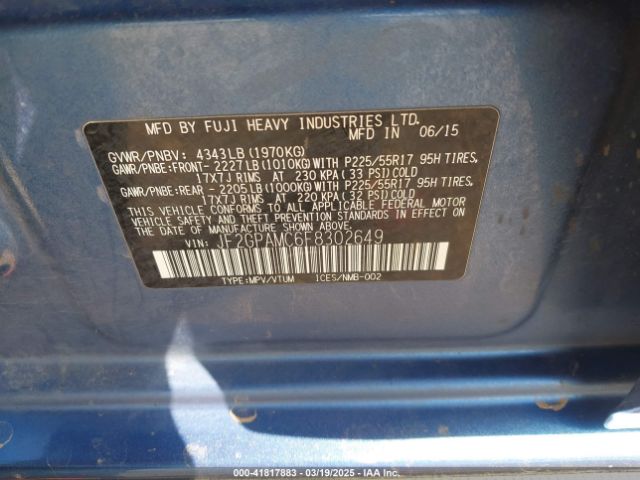 MFD BY FUJI HEAVY INDUSTRIES LTD.
MFD IN 06/15
GVWR/PNBV: 4343LB(1970KG)
GAWR/PNBE:FRONT- 2227LB(1010KG)WITH P225/55R17 95H TIRES,
17X7J RIMS AT 230 KPA(33 PSI)COLD
GAWR/PNBE:REAR - 2205LB(1000KG)WITH P225/55R17 95H TIRES,
17X7J RIMS AT 220 KPA(32 PSI)COLD
THIS VEHICLE CONFORMS TO ALL APPLICABLE FEDERAL MOTOR
VEHICLE SAFETY AND THEFT PREVENTION STANDARDS IN EFFECT
ON THE DATE OF MANUFACTURE SHOWN ABOVE.
VIN: JF2GPAMC6F8302649
TYPE:MPV/VTUM ICES/NMB-002
000-41817883 — 03/19/2025 — IAA Inc.